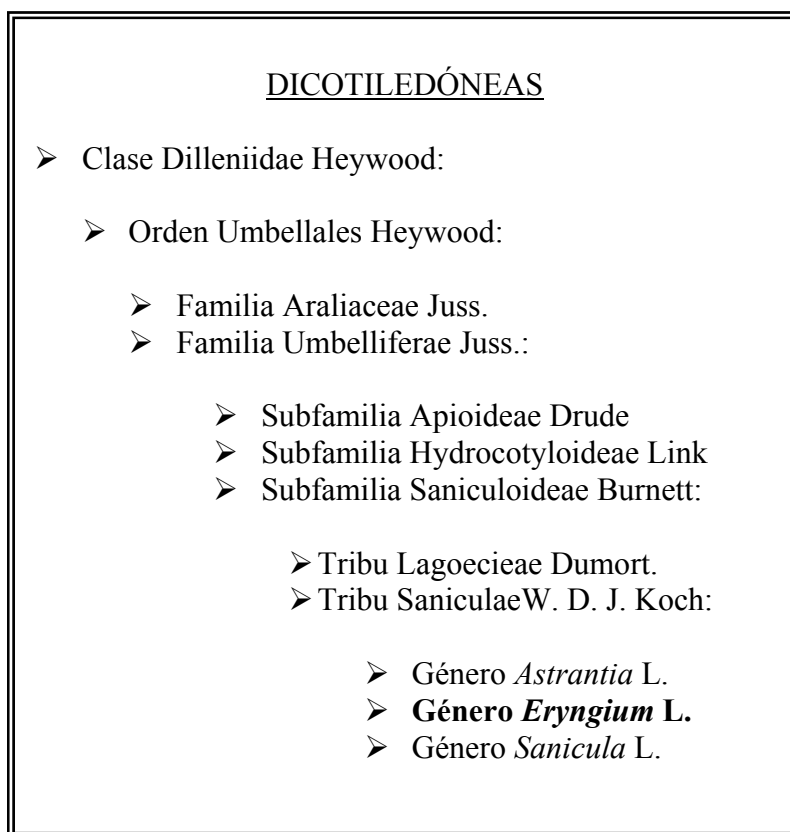 DICOTILEDÓNEAS
➢ Clase Dilleniidae Heywood:
➢ Orden Umbellales Heywood:
➢ Familia Araliaceae Juss.
➢ Familia Umbelliferae Juss.:
➢ Subfamilia Apioideae Drude
➢ Subfamilia Hydrocotyloideae Link
➢ Subfamilia Saniculoideae Burnett:
➢ Tribu Lagoecieae Dumort.
➢ Tribu SaniculaeW. D. J. Koch:
➢ Género Astrantia L.
➢ Género Eryngium L.
➢ Género Sanicula L.